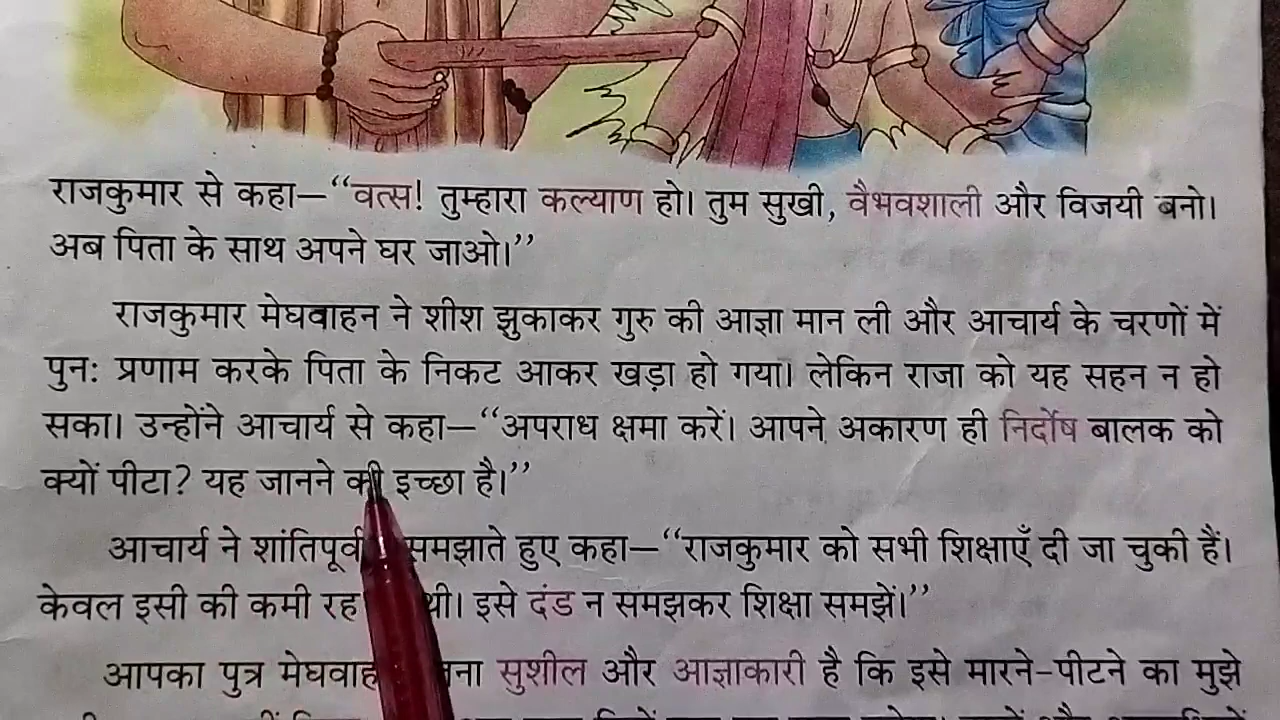 राजकुमार से कहा—“वत्स! तुम्हारा कल्याण हो। तुम सुखी, वैभवशाली और विजयी बनो।
अब पिता के साथ अपने घर जाओ।”
राजकुमार मेघवाहन ने शीश झुकाकर गुरु की आज्ञा मान ली और आचार्य के चरणों में
पुनः प्रणाम करके पिता के निकट आकर खड़ा हो गया। लेकिन राजा को यह सहन न हो
सका। उन्होंने आचार्य से कहा—“अपराध क्षमा करें। आपने अकारण ही निर्दोष बालक को
क्यों पीटा? यह जानने की इच्छा है।”
आचार्य ने समझाते हुए कहा—“राजकुमार को सभी शिक्षाएँ दी जा चुकी हैं।
केवल इसी की कमी थी। इसे दंड न समझकर शिक्षा समझें।”
आपका पुत्र सुशील और आज्ञाकारी है कि इसे मारने-पीटने का मुझे